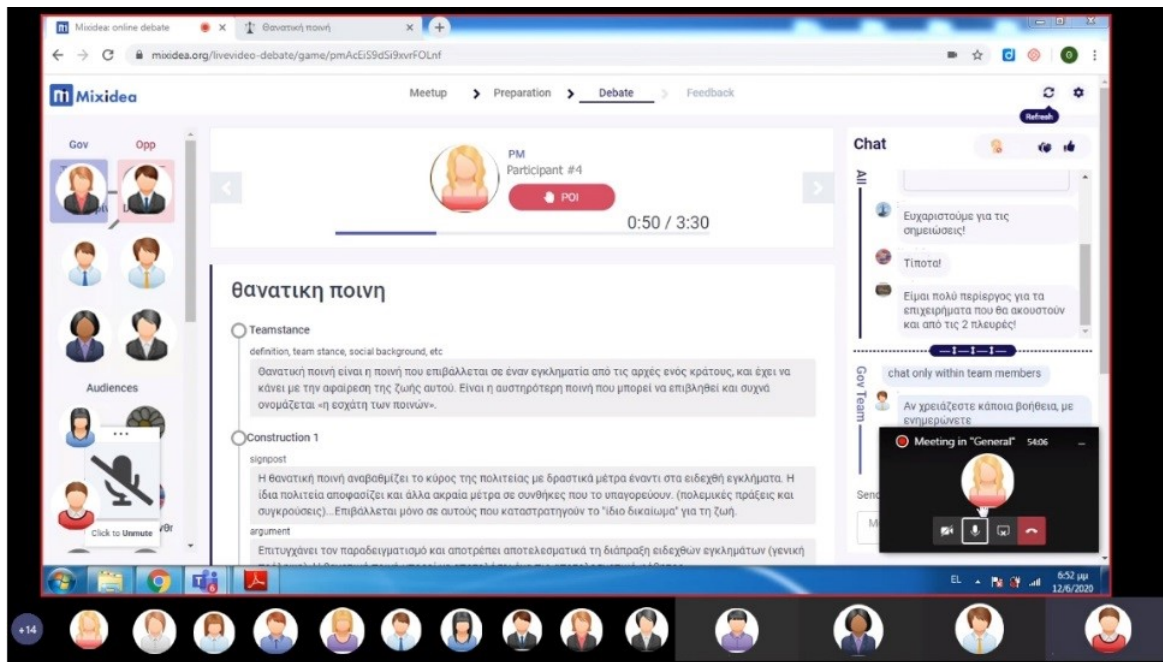 Mixidea: online debate
Θανατική ποινή
mixidea.org/livevideo-debate/game/pmAcEiS9dSi9xvrFOLnf
Mixidea
Meetup
Preparation
Debate
Feedback
Refresh
Gov
Opp
PM
Participant #4
POI
0:50 / 3:30
θανατικη ποινη
Teamstance
definition, team stance, social background, etc
Θανατική ποινή είναι η ποινή που επιβάλλεται σε έναν εγκληματία από τις αρχές ενός κράτους, και έχει να
κάνει με την αφαίρεση της ζωής αυτού. Είναι η αυστηρότερη ποινή που μπορεί να επιβληθεί και συχνά
ονομάζεται «η εσχάτη των ποινών».
Construction 1
signpost
Η θανατική ποινή αναβαθμίζει το κύρος της πολιτείας με δραστικά μέτρα έναντι στα ειδεχθή εγκλήματα. Η
ίδια πολιτεία αποφασίζει και άλλα ακραία μέτρα σε συνθήκες που το υπαγορεύουν. (πολεμικές πράξεις και
συγκρούσεις)...Επιβάλλεται μόνο σε αυτούς που καταστρατηγούν το "ίδιο δικαίωμα" για τη ζωή.
argument
Επιτυγχάνει τον παραδειγματισμό και αποτρέπει αποτελεσματικά τη διάπραξη ειδεχθών εγκλημάτων (γενική
Audiences
Click to Unmute
Chat
All
Ευχαριστούμε για τις
σημειώσεις!
Τίποτα!
Είμαι πολύ περίεργος για τα
επιχειρήματα που θα ακουστούν
και από τις 2 πλευρές!
Gov Team
chat only within team members
Αν χρειάζεστε κάποια βοήθεια, με
ενημερώνετε
Meeting in "General" 54:06
EL
6:52 μμ
12/6/2020
+14